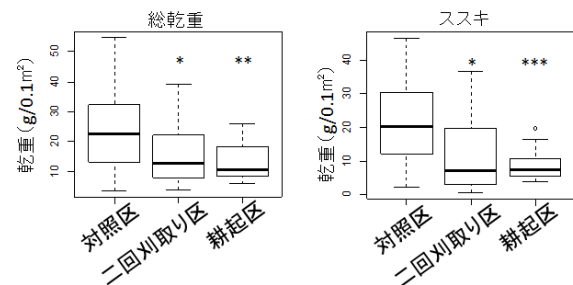 総乾重
乾重(g/0.1㎡)
50
40
30
20
10
*
**
対照区
二回刈取り区
耕起区
ススキ
乾重(g/0.1㎡)
40
30
20
10
0
*
***
対照区
二回刈取り区
耕起区